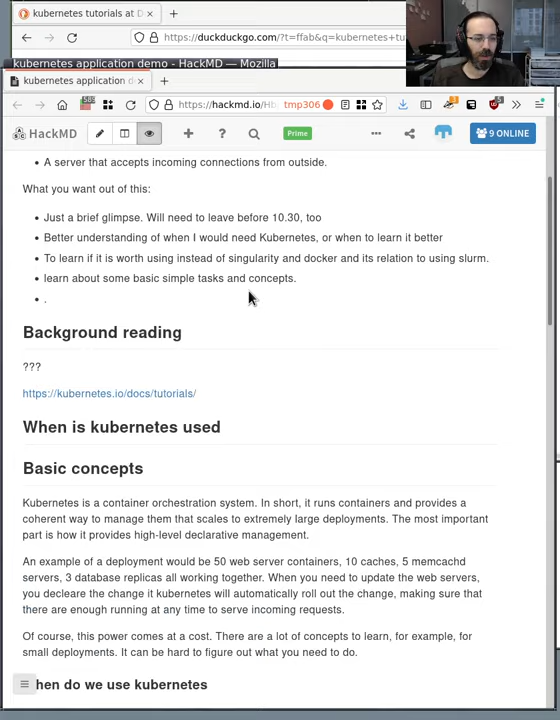 kubernetes tutorials at D
https://duckduckgo.com/?t=ffab&q=kubernetes+tu
kubernetes application demo - HackMD — Mozilla
kubernetes application d
https://hackmd.io/Hb tmp306
HackMD
Prime
9 ONLINE
• A server that accepts incoming connections from outside.
What you want out of this:
• Just a brief glimpse. Will need to leave before 10.30, too
• Better understanding of when I would need Kubernetes, or when to learn it better
• To learn if it is worth using instead of singularity and docker and its relation to using slurm.
• learn about some basic simple tasks and concepts.
• .
Background reading
???
https://kubernetes.io/docs/tutorials/
When is kubernetes used
Basic concepts
Kubernetes is a container orchestration system. In short, it runs containers and provides a
coherent way to manage them that scales to extremely large deployments. The most important
part is how it provides high-level declarative management.
An example of a deployment would be 50 web server containers, 10 caches, 5 memcachd
servers, 3 database replicas all working together. When you need to update the web servers,
you decleare the change it kubernetes will automatically roll out the change, making sure that
there are enough running at any time to serve incoming requests.
Of course, this power comes at a cost. There are a lot of concepts to learn, for example, for
small deployments. It can be hard to figure out what you need to do.
hen do we use kubernetes